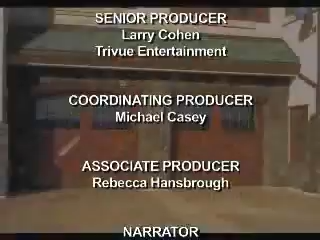 SENIOR PRODUCER
Larry Cohen
Trivue Entertainment
COORDINATING PRODUCER
Michael Casey
ASSOCIATE PRODUCER
Rebecca Hansbrough
NARRATOR